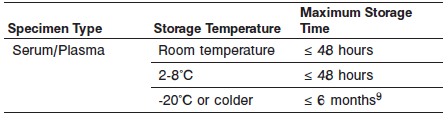 Maximum Storage
Specimen Type Storage Temperature Time
Serum/Plasma Room temperature ≤ 48 hours
2-8°C ≤ 48 hours
-20°C or colder ≤ 6 months⁹